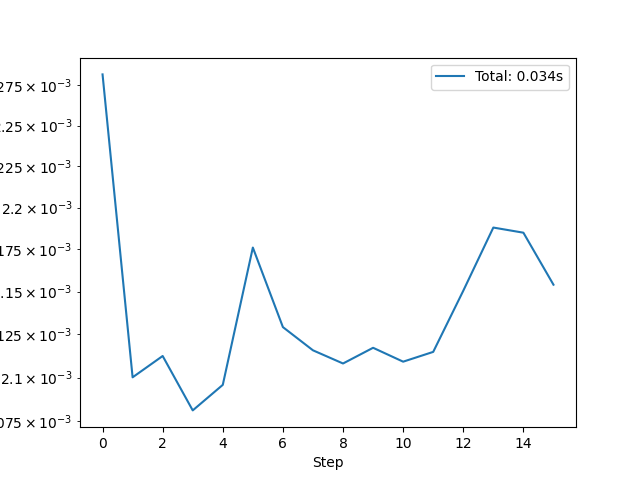 Total: 0.034s
275 × 10⁻³
.25 × 10⁻³
225 × 10⁻³
2.2 × 10⁻³
175 × 10⁻³
.15 × 10⁻³
125 × 10⁻³
2.1 × 10⁻³
075 × 10⁻³
0 2 4 6 8 10 12 14
Step